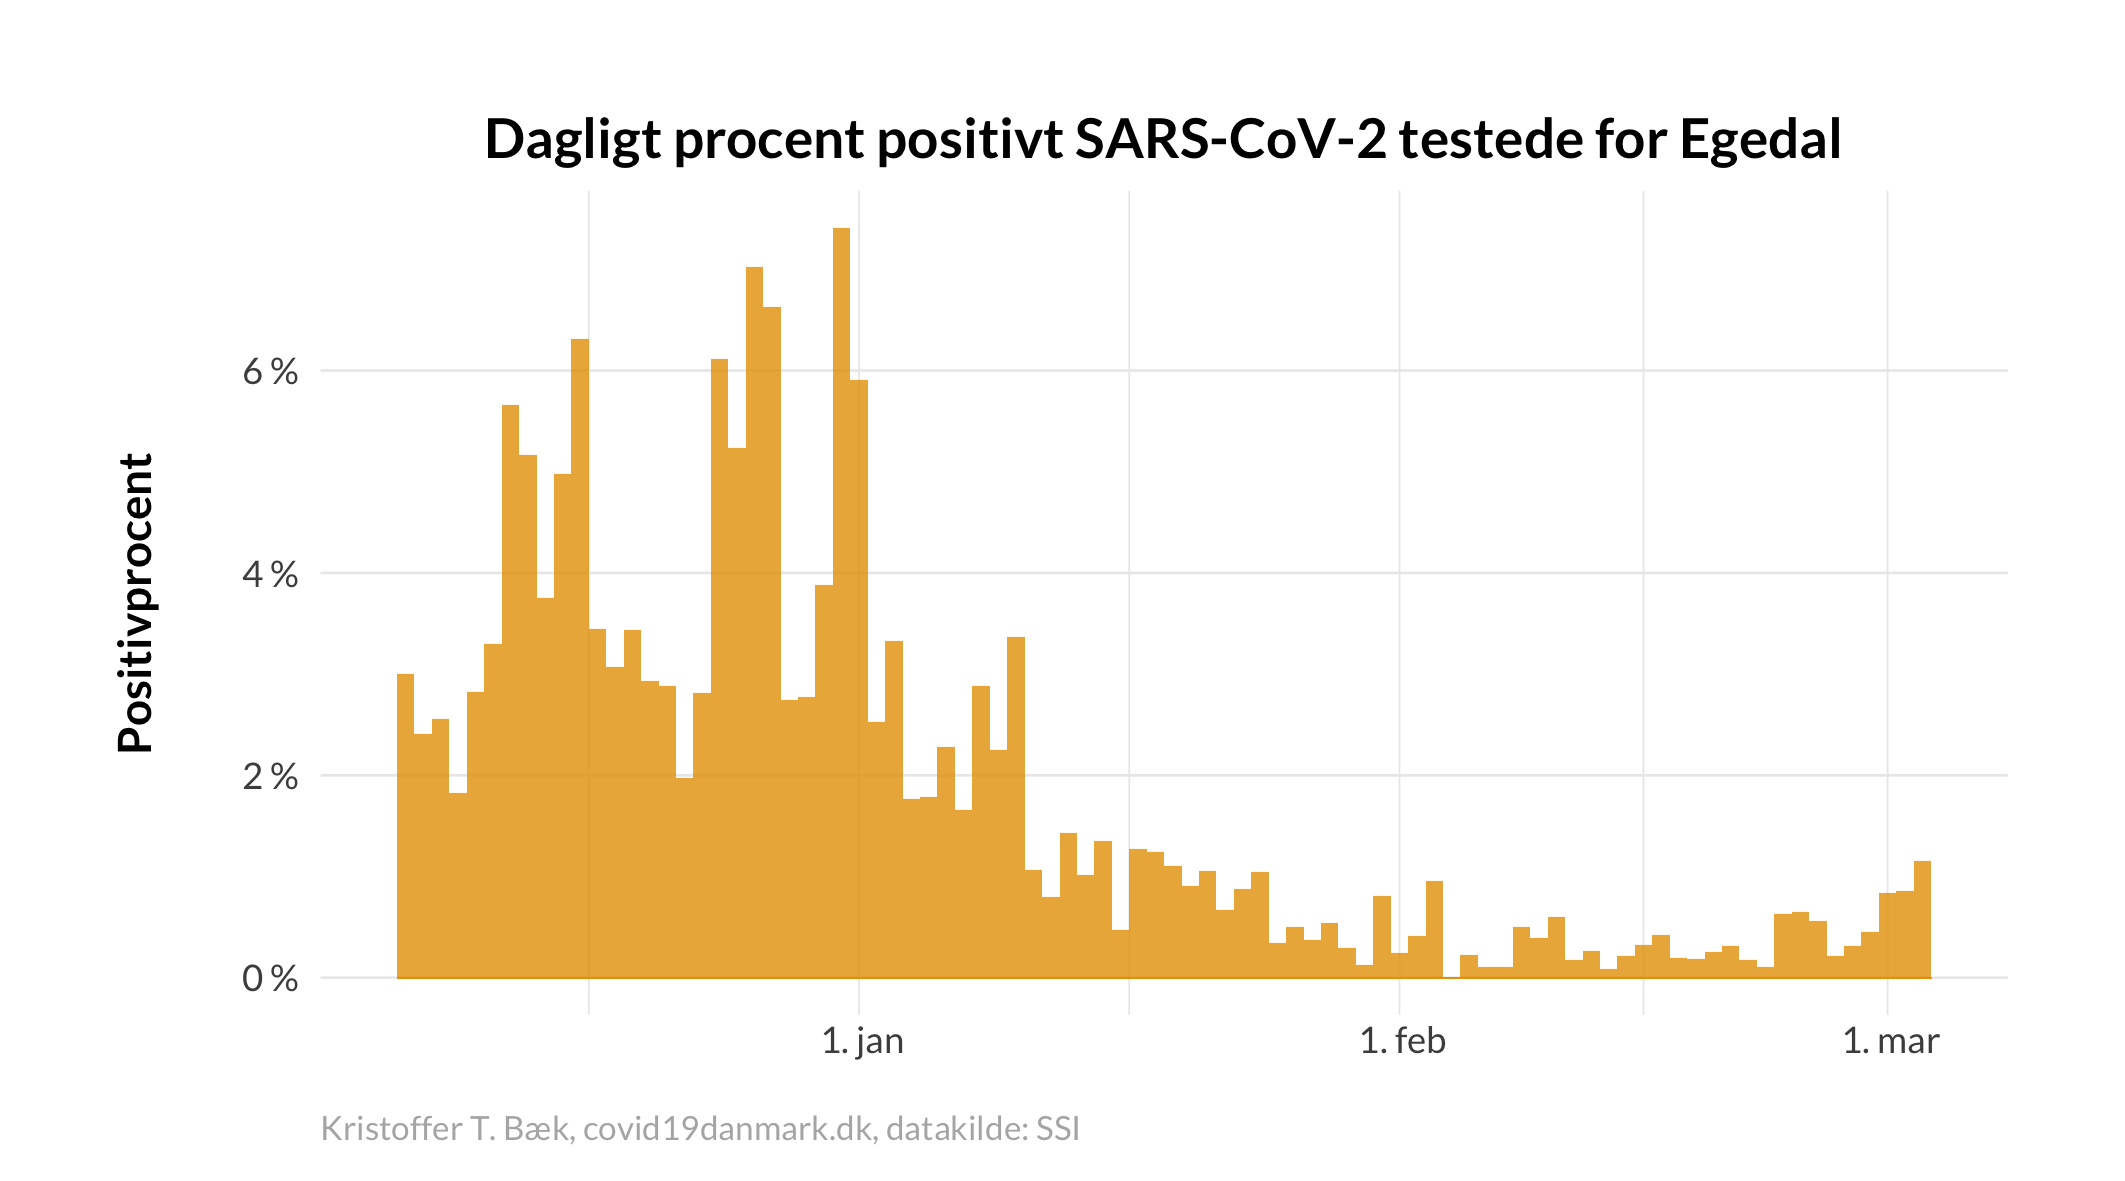 Dagligt procent positivt SARS-CoV-2 testede for Egedal
Positivprocent
6 %
4 %
2 %
0 %
1. jan
1. feb
1. mar
Kristoffer T. Bæk, covid19danmark.dk, datakilde: SSI